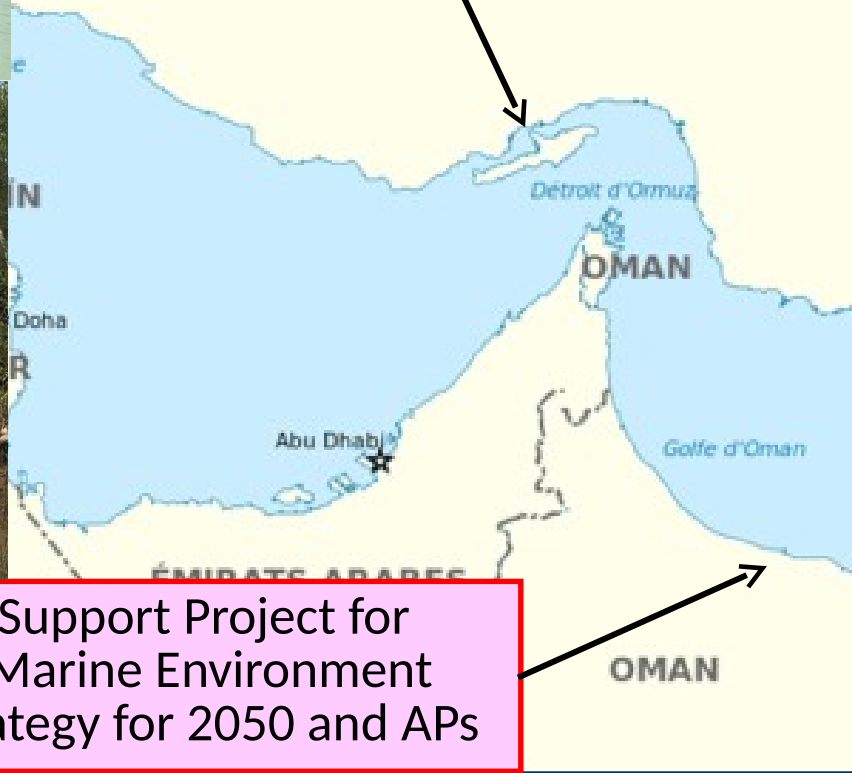 e
ÍN
Détroit d'Ormuz
OMAN
Doha
R
Abu Dhabi
Golfe d'Oman
ÉMIRATS ARABES
Support Project for
Marine Environment
ategy for 2050 and APs
OMAN